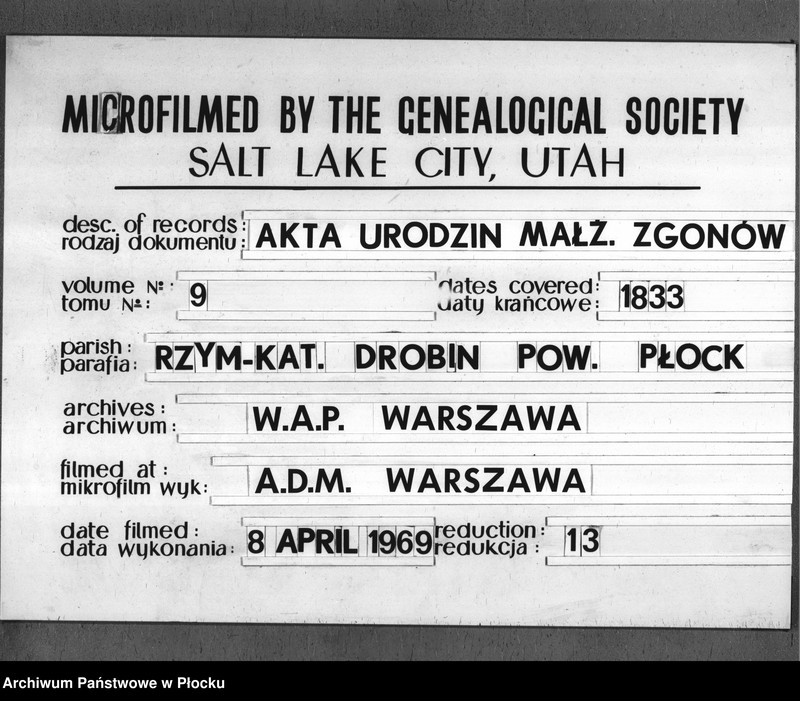 MICROFILMED BY THE GENEALOGICAL SOCIETY
SALT LAKE CITY, UTAH
desc. of records:
rodzaj dokumentu: AKTA URODZIN MAŁŻ. ZGONÓW
volume №: dates covered:
tomu №: 9 daty krańcowe: 1833
parish:
parafia: RZYM-KAT. DROBIN POW. PŁOCK
archives:
archiwum: W.A.P. WARSZAWA
filmed at:
mikrofilm wyk: A.D.M. WARSZAWA
date filmed: reduction:
data wykonania: 8 APRIL 1969 redukcja: 13
Archiwum Państwowe w Płocku